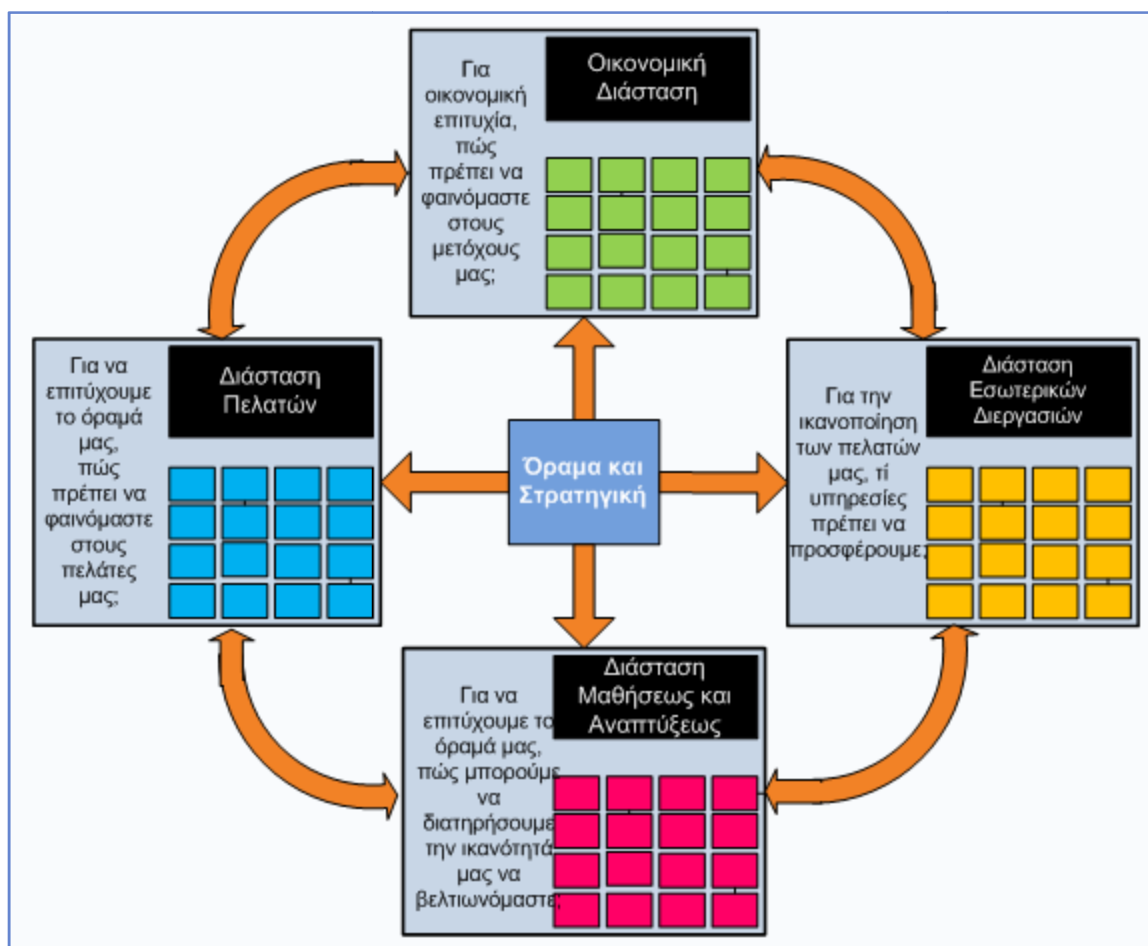 Για
οικονομική
επιτυχία,
πώς
πρέπει να
φαινόμαστε
στους
μετόχους
μας;
Οικονομική
Διάσταση
Για να
επιτύχουμε
το όραμά
μας,
πώς
πρέπει να
φαινόμαστε
στους
πελάτες
μας;
Διάσταση
Πελατών
Όραμα και
Στρατηγική
Για την
ικανοποίηση
των πελατών
μας, τί
υπηρεσίες
πρέπει να
προσφέρουμε;
Διάσταση
Εσωτερικών
Διεργασιών
Για να
επιτύχουμε το
όραμά μας,
πώς μπορούμε
να
διατηρήσουμε
την ικανότητά
μας να
βελτιωνόμαστε;
Διάσταση
Μαθήσεως και
Αναπτύξεως